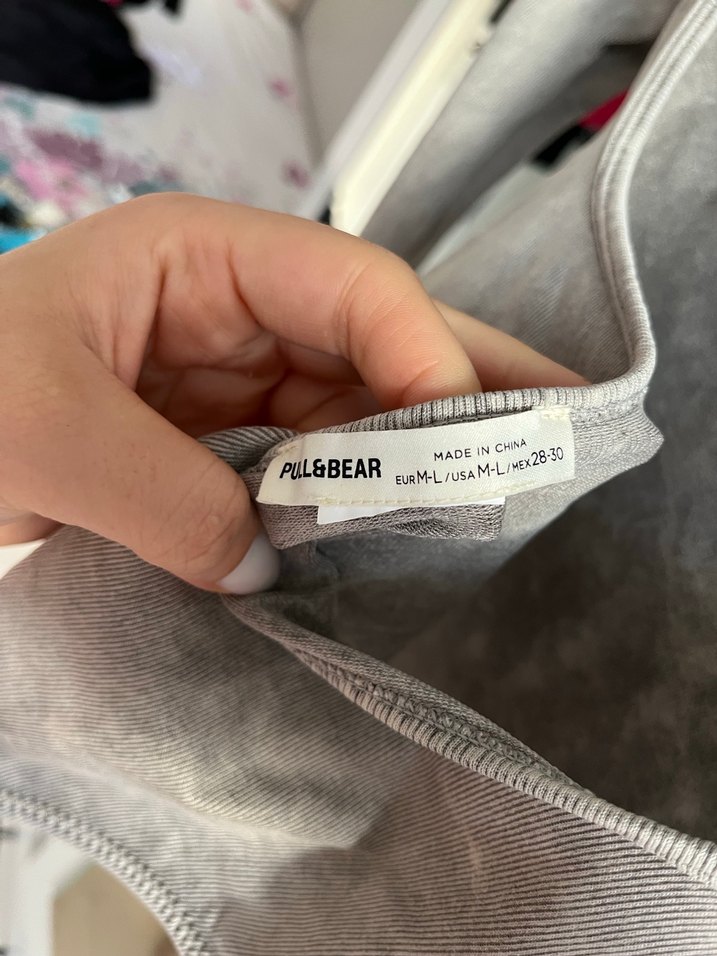 PULL&BEAR
MADE IN CHINA
EUR M-L / USA M-L / MEX 28-30